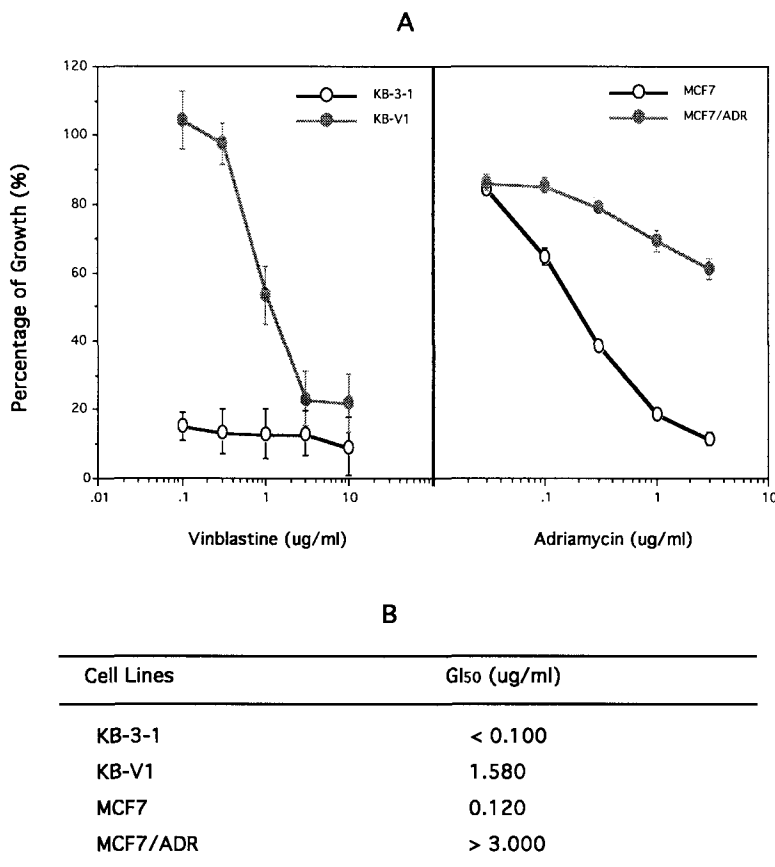 A
120
100
80
60
40
20
0
Percentage of Growth (%)
KB-3-1
KB-V1
MCF7
MCF7/ADR
.01 .1 1 10 .1 1 10
Vinblastine (ug/ml) Adriamycin (ug/ml)
B
Cell Lines GI50 (ug/ml)
KB-3-1 < 0.100
KB-V1 1.580
MCF7 0.120
MCF7/ADR > 3.000